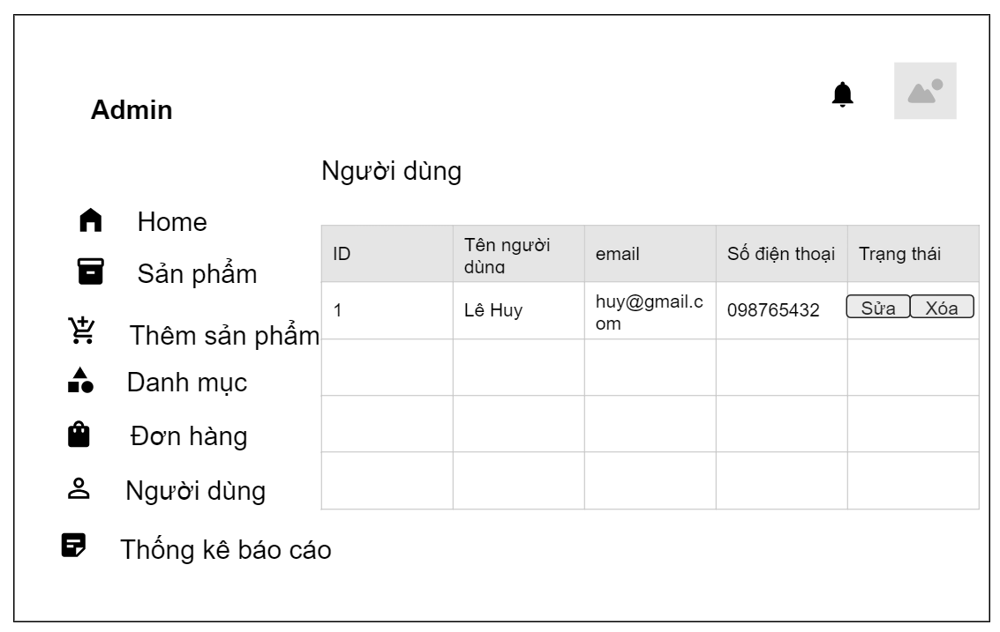 Admin
Người dùng
Home
Sản phẩm
Thêm sản phẩm
Danh mục
Đơn hàng
Người dùng
Thống kê báo cáo
ID
Tên người
dùng
email
Số điện thoại
Trạng thái
1
Lê Huy
huy@gmail.c
om
098765432
Sửa
Xóa